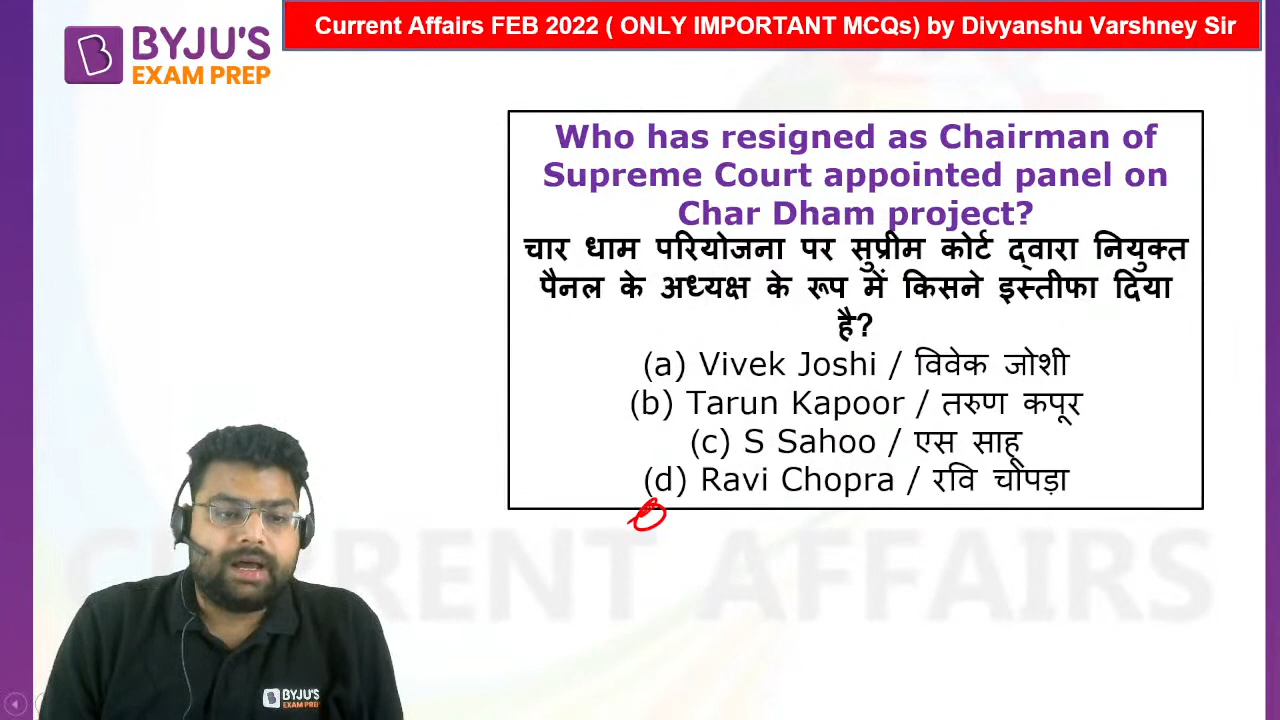 Current Affairs FEB 2022 ( ONLY IMPORTANT MCQs) by Divyanshu Varshney Sir
BYJU'S
EXAM PREP
Who has resigned as Chairman of
Supreme Court appointed panel on
Char Dham project?
चार धाम परियोजना पर सुप्रीम कोर्ट द्वारा नियुक्त
पैनल के अध्यक्ष के रूप में किसने इस्तीफा दिया
है?
(a) Vivek Joshi / विवेक जोशी
(b) Tarun Kapoor / तरुण कपूर
(c) S Sahoo / एस साहू
(d) Ravi Chopra / रवि चोपड़ा
CURRENT AFFAIRS
BYJU'S
EXAM PREP